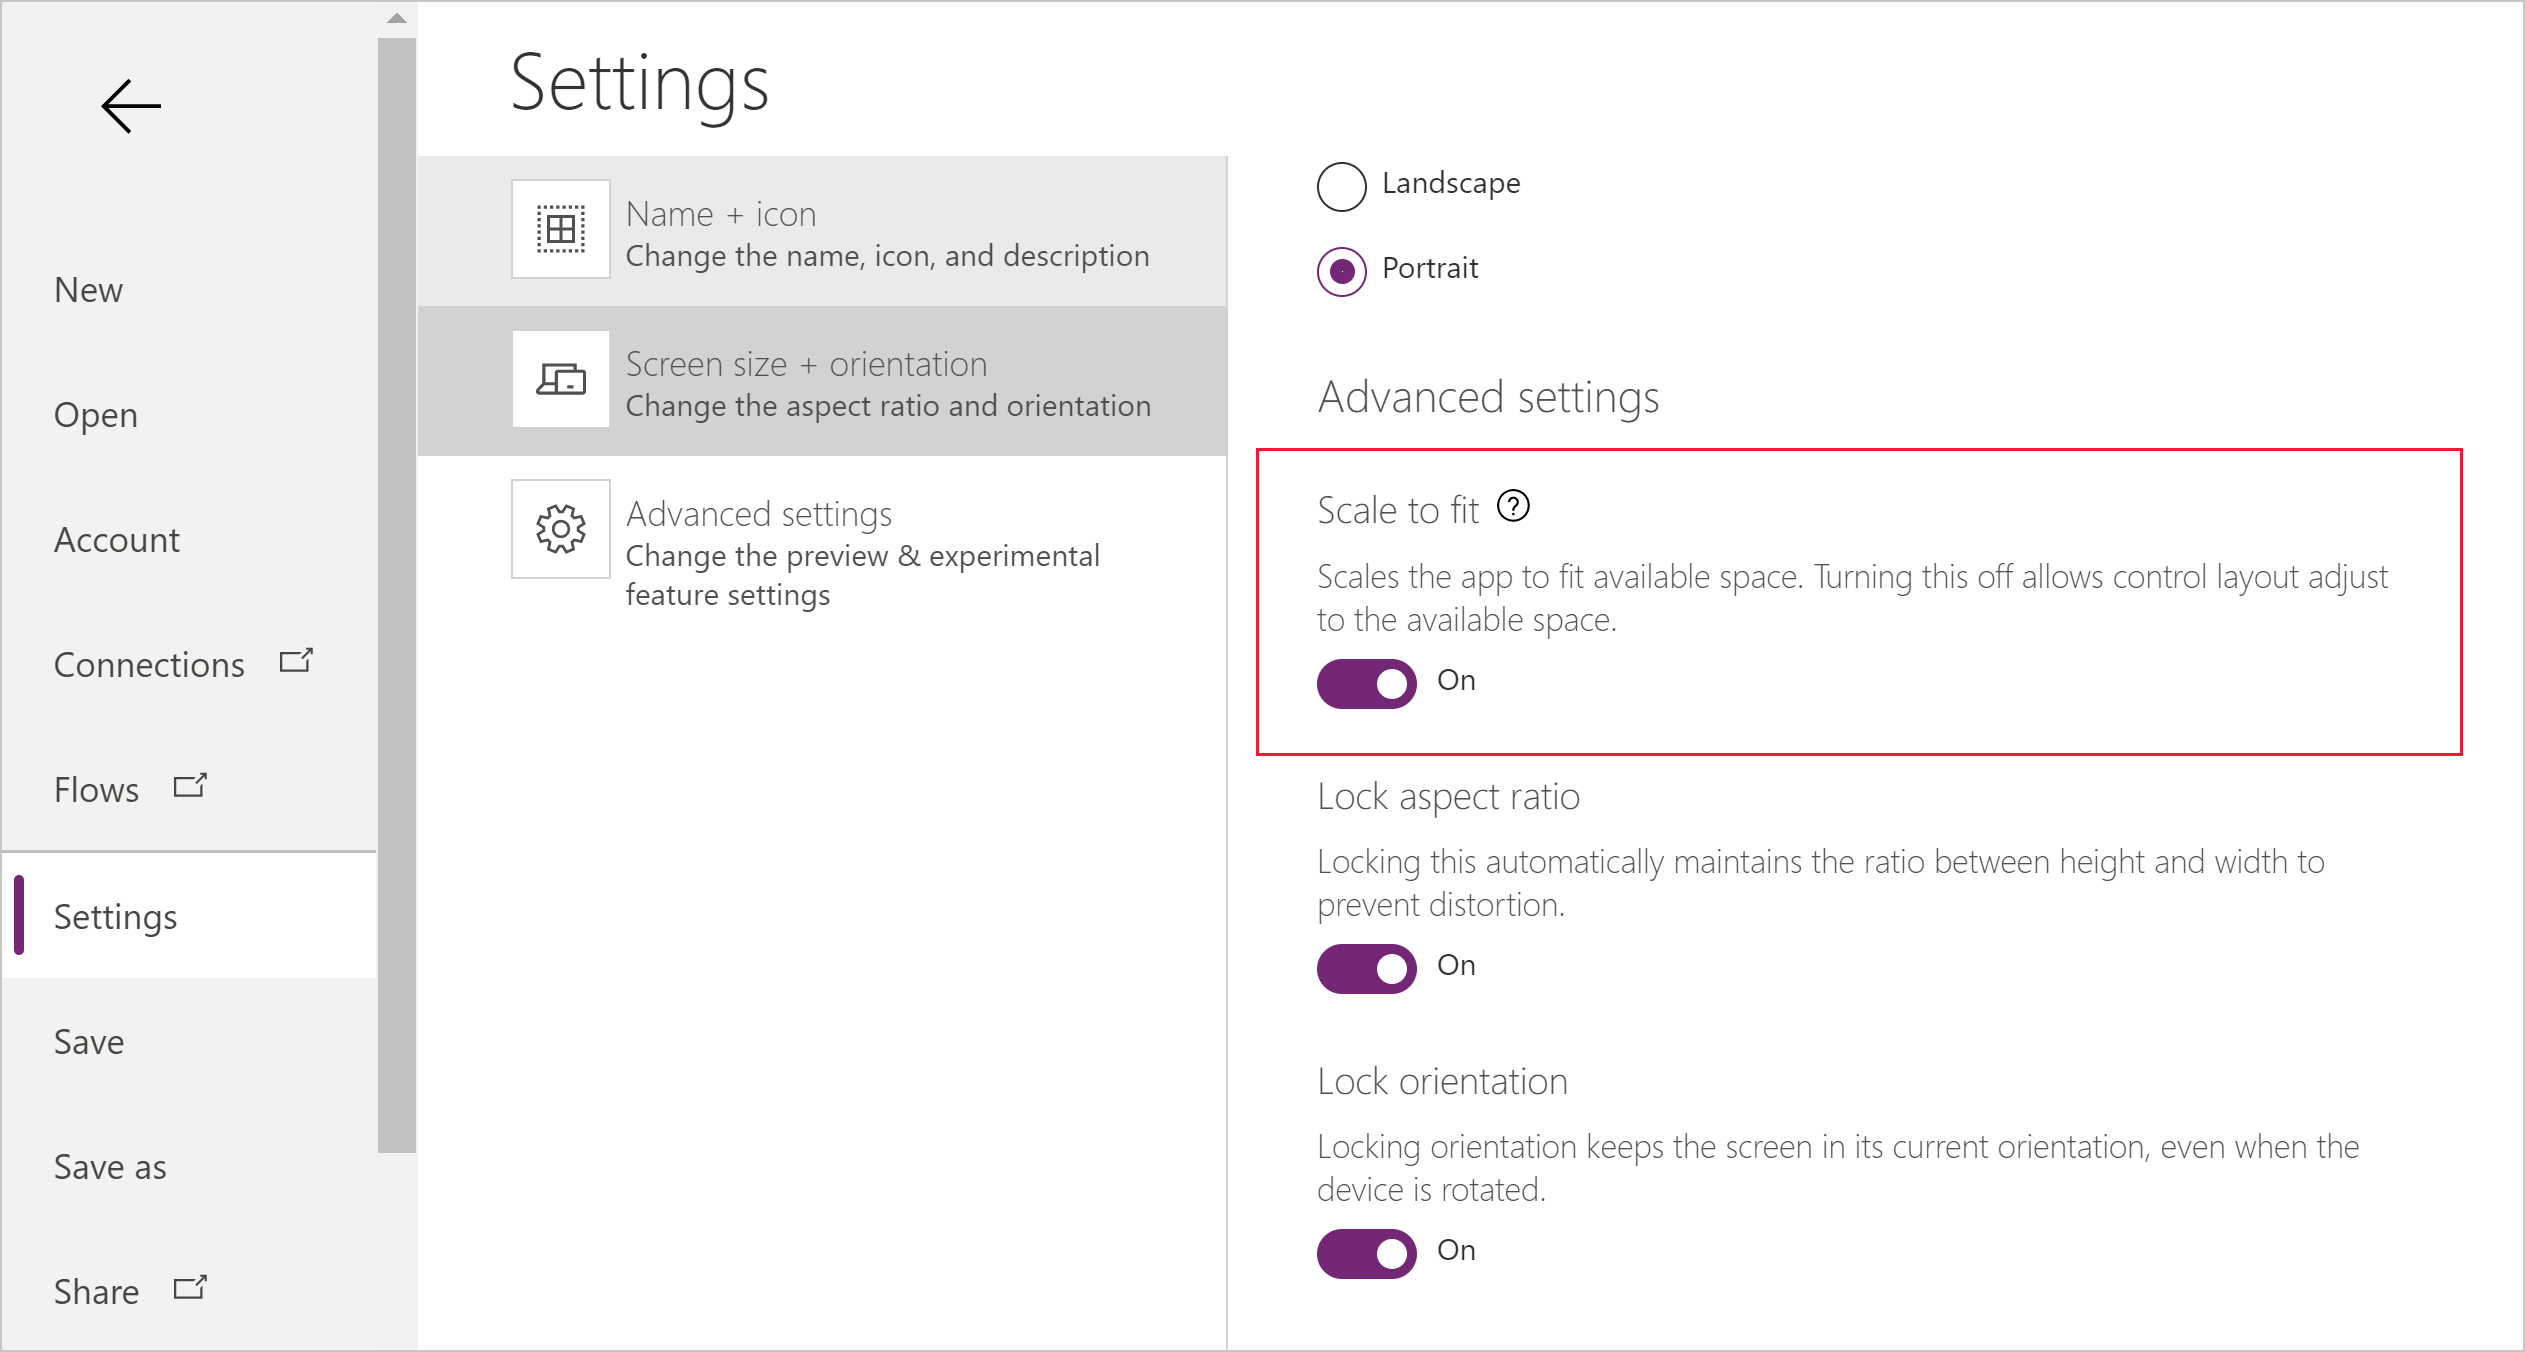 Settings
New
Open
Account
Connections
Flows
Settings
Save
Save as
Share
Name + icon
Change the name, icon, and description
Screen size + orientation
Change the aspect ratio and orientation
Advanced settings
Change the preview & experimental
feature settings
Landscape
Portrait
Advanced settings
Scale to fit ?
Scales the app to fit available space. Turning this off allows control layout adjust
to the available space.
On
Lock aspect ratio
Locking this automatically maintains the ratio between height and width to
prevent distortion.
On
Lock orientation
Locking orientation keeps the screen in its current orientation, even when the
device is rotated.
On